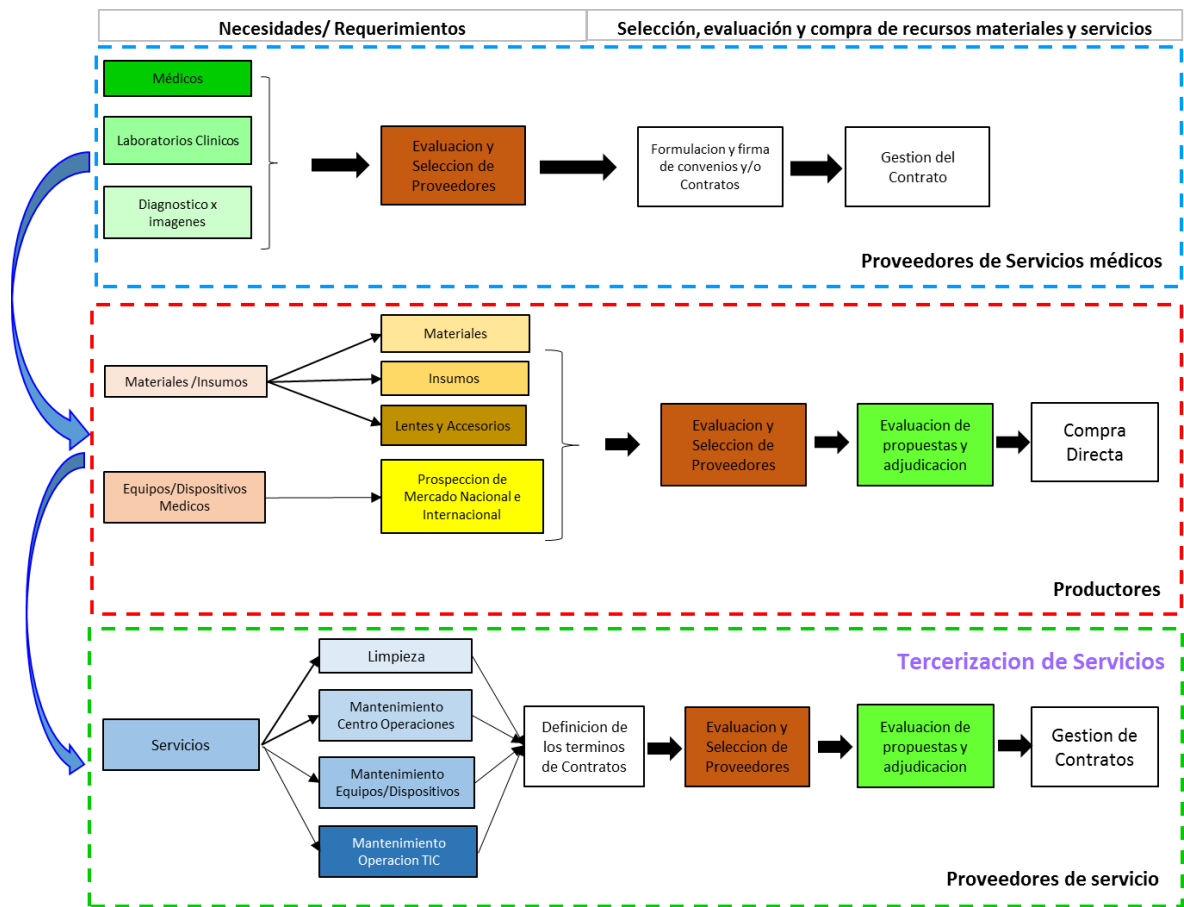 Necesidades/ Requerimientos
Selección, evaluación y compra de recursos materiales y servicios
Médicos
Laboratorios Clinicos
Diagnostico x
imagenes
Evaluacion y
Seleccion de
Proveedores
Formulacion y firma
de convenios y/o
Contratos
Gestion del
Contrato
Proveedores de Servicios médicos
Materiales /Insumos
Equipos/Dispositivos
Medicos
Materiales
Insumos
Lentes y Accesorios
Prospeccion de
Mercado Nacional e
Internacional
Evaluacion y
Seleccion de
Proveedores
Evaluacion de
propuestas y
adjudicacion
Compra
Directa
Productores
Tercerizacion de Servicios
Servicios
Limpieza
Mantenimiento
Centro Operaciones
Mantenimiento
Equipos/Dispositivos
Mantenimiento
Operacion TIC
Definicion de
los terminos
de Contratos
Evaluacion y
Seleccion de
Proveedores
Evaluacion de
propuestas y
adjudicacion
Gestion de
Contratos
Proveedores de servicio